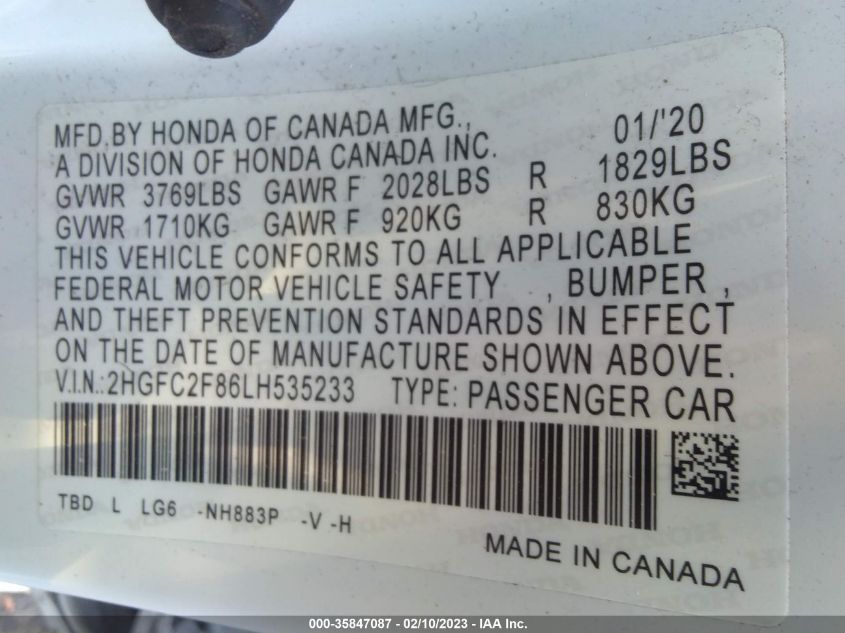 MFD.BY HONDA OF CANADA MFG., 01/'20
A DIVISION OF HONDA CANADA INC.
GVWR 3769LBS GAWR F 2028LBS R 1829LBS
GVWR 1710KG GAWR F 920KG R 830KG
THIS VEHICLE CONFORMS TO ALL APPLICABLE
FEDERAL MOTOR VEHICLE SAFETY , BUMPER ,
AND THEFT PREVENTION STANDARDS IN EFFECT
ON THE DATE OF MANUFACTURE SHOWN ABOVE.
V.I.N.:2HGFC2F86LH535233 TYPE: PASSENGER CAR
TBD L LG6 -NH883P -V -H
MADE IN CANADA
000-35847087 - 02/10/2023 - IAA Inc.